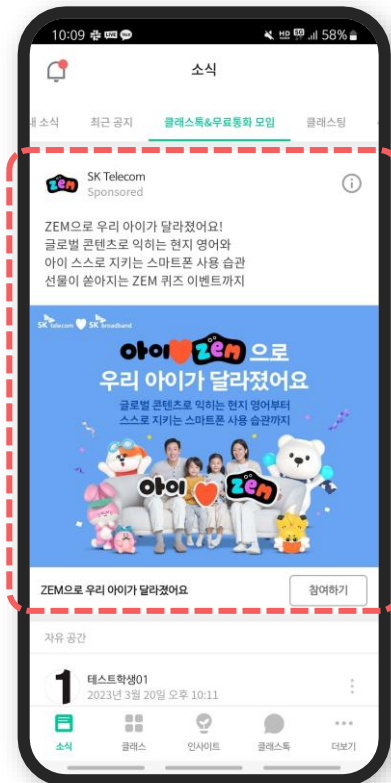 10:09
58%
소식
내 소식 최근 공지 클래스톡&무료통화 모임 클래스팅
zem SK Telecom
Sponsored
ZEM으로 우리 아이가 달라졌어요!
글로벌 콘텐츠로 익히는 현지 영어와
아이 스스로 지키는 스마트폰 사용 습관
선물이 쏟아지는 ZEM 퀴즈 이벤트까지
SK telecom SK broadband
아이 zem 으로
우리 아이가 달라졌어요
글로벌 콘텐츠로 익히는 현지 영어부터
스스로 지키는 스마트폰 사용 습관까지
아이 zem
ZEM으로 우리 아이가 달라졌어요 참여하기
자유 공간
1 테스트학생01
2023년 3월 20일 오후 10:11
소식 클래스 인사이트 클래스톡 더보기